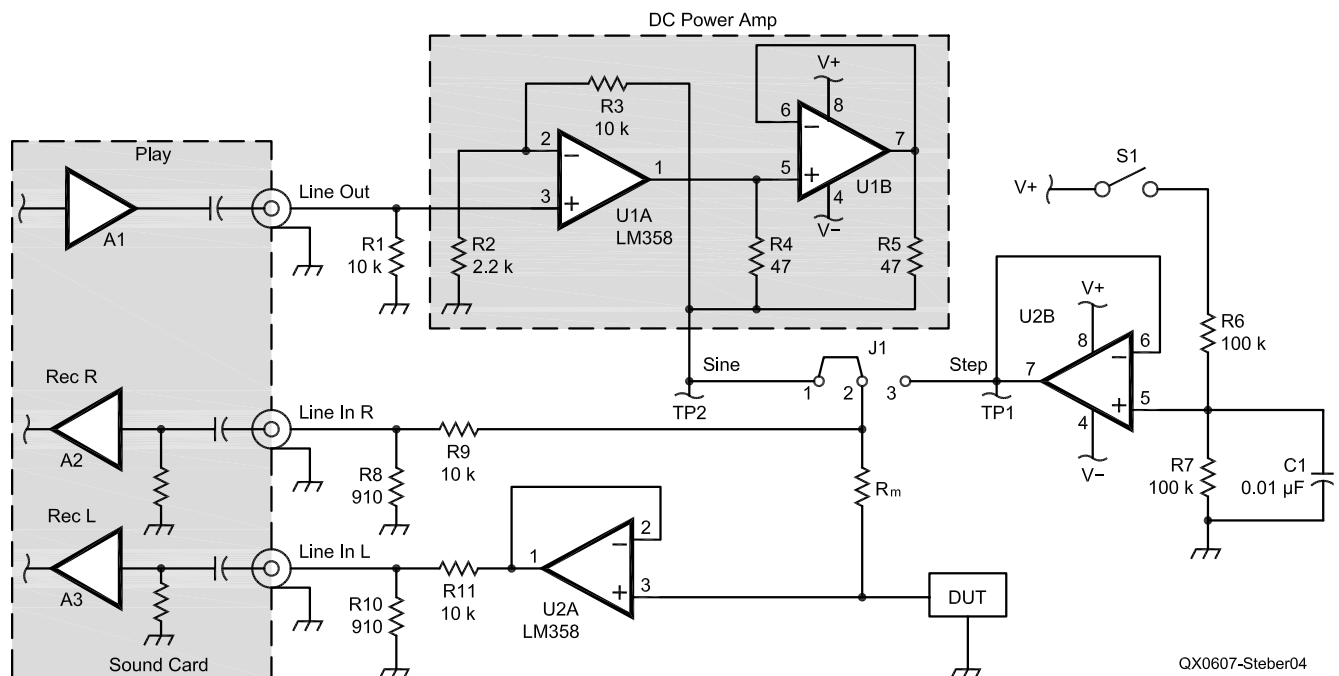 DC Power Amp
Play
A1
Line Out
R1
10 k
R2
2.2 k
R3
10 k
2
3
1
U1A
LM358
V+
8
6
5
7
4
V−
U1B
R4
47
R5
47
S1
V+
R6
100 k
U2B
V+
8
6
7
5
4
V−
R7
100 k
C1
0.01 µF
Sine
J1
Step
1
2
3
TP2
TP1
Rec R
A2
Line In R
R9
10 k
R8
910
Rm
Rec L
A3
Line In L
R11
10 k
R10
910
1
2
3
U2A
LM358
DUT
Sound Card
QX0607-Steber04